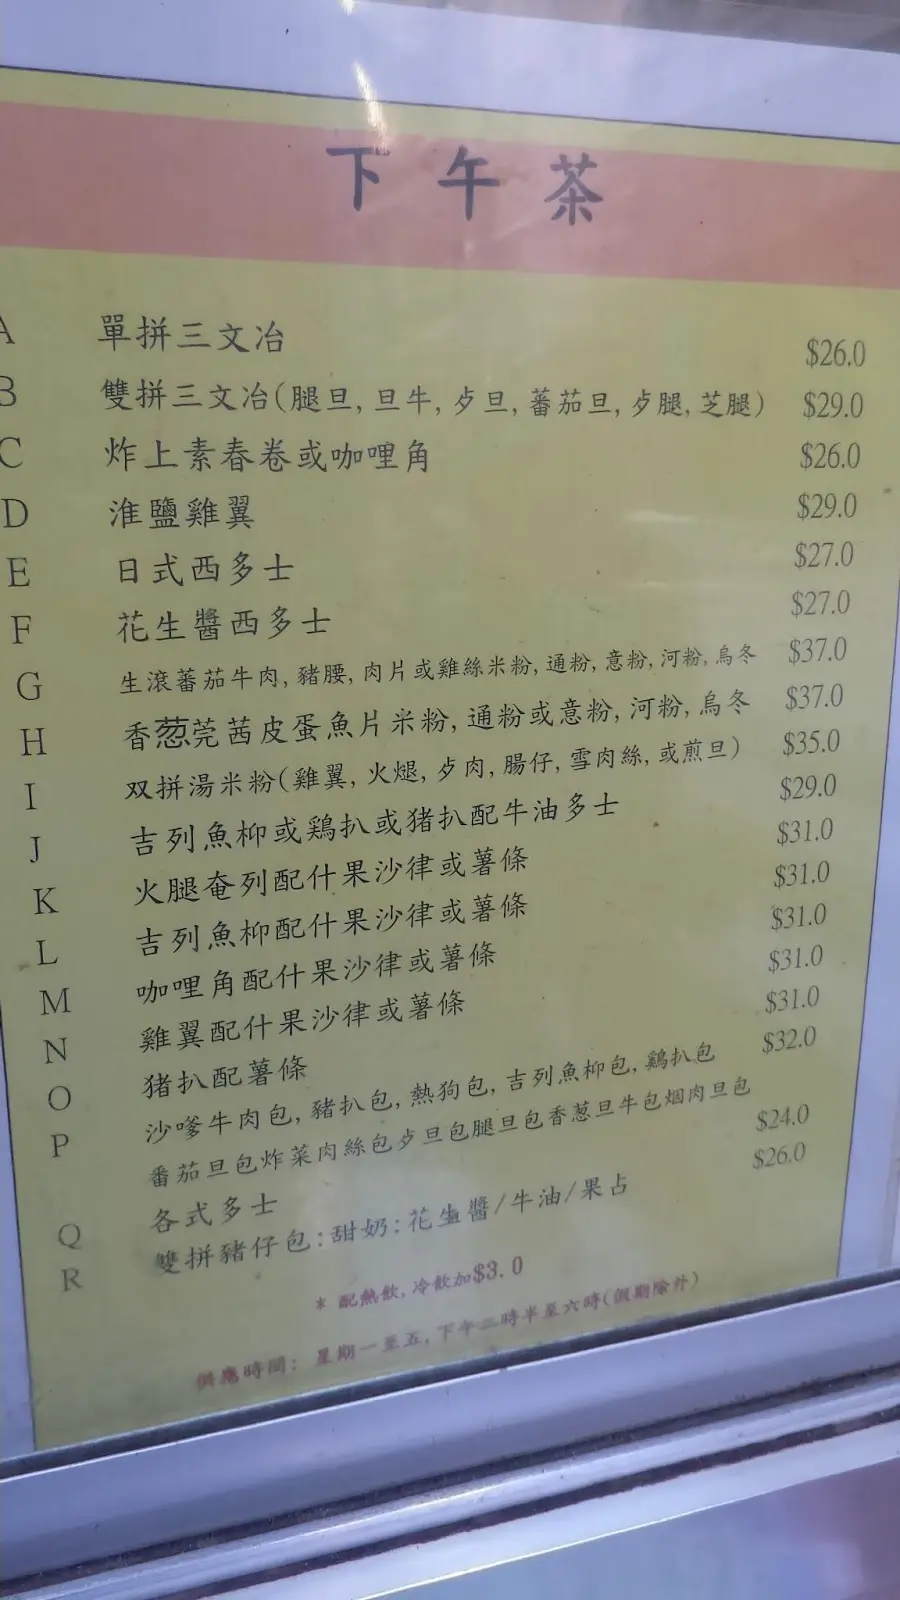 下午茶
A 單拼三文冶 $26.0
B 雙拼三文冶(腿旦, 旦牛, 歺旦, 蕃茄旦, 歺腿, 芝腿) $29.0
C 炸上素春卷或咖哩角 $26.0
D 淮鹽雞翼 $29.0
E 日式西多士 $27.0
F 花生醬西多士 $27.0
G 生滾蕃茄牛肉, 豬腰, 肉片或雞絲米粉, 通粉, 意粉, 河粉, 烏冬 $37.0
H 香葱莞茜皮蛋魚片米粉, 通粉或意粉, 河粉, 烏冬 $37.0
I 双拼湯米粉(雞翼, 火腿, 歺肉, 腸仔, 雪肉絲, 或煎旦) $35.0
J 吉列魚柳或鶏扒或猪扒配牛油多士 $29.0
K 火腿奄列配什果沙律或薯條 $31.0
L 吉列魚柳配什果沙律或薯條 $31.0
M 咖哩角配什果沙律或薯條 $31.0
N 雞翼配什果沙律或薯條 $31.0
O 猪扒配薯條 $31.0
P 沙嗲牛肉包, 豬扒包, 熱狗包, 吉列魚柳包, 鶏扒包 $32.0
番茄旦包炸菜肉絲包歺旦包腿旦包香葱旦牛包烟肉旦包
Q 各式多士 $24.0
R 雙拼豬仔包:甜奶:花生醬/牛油/果占 $26.0
* 配熱飲, 冷飲加$3.0
供應時間: 星期一至五, 下午二時半至六時(假期除外)